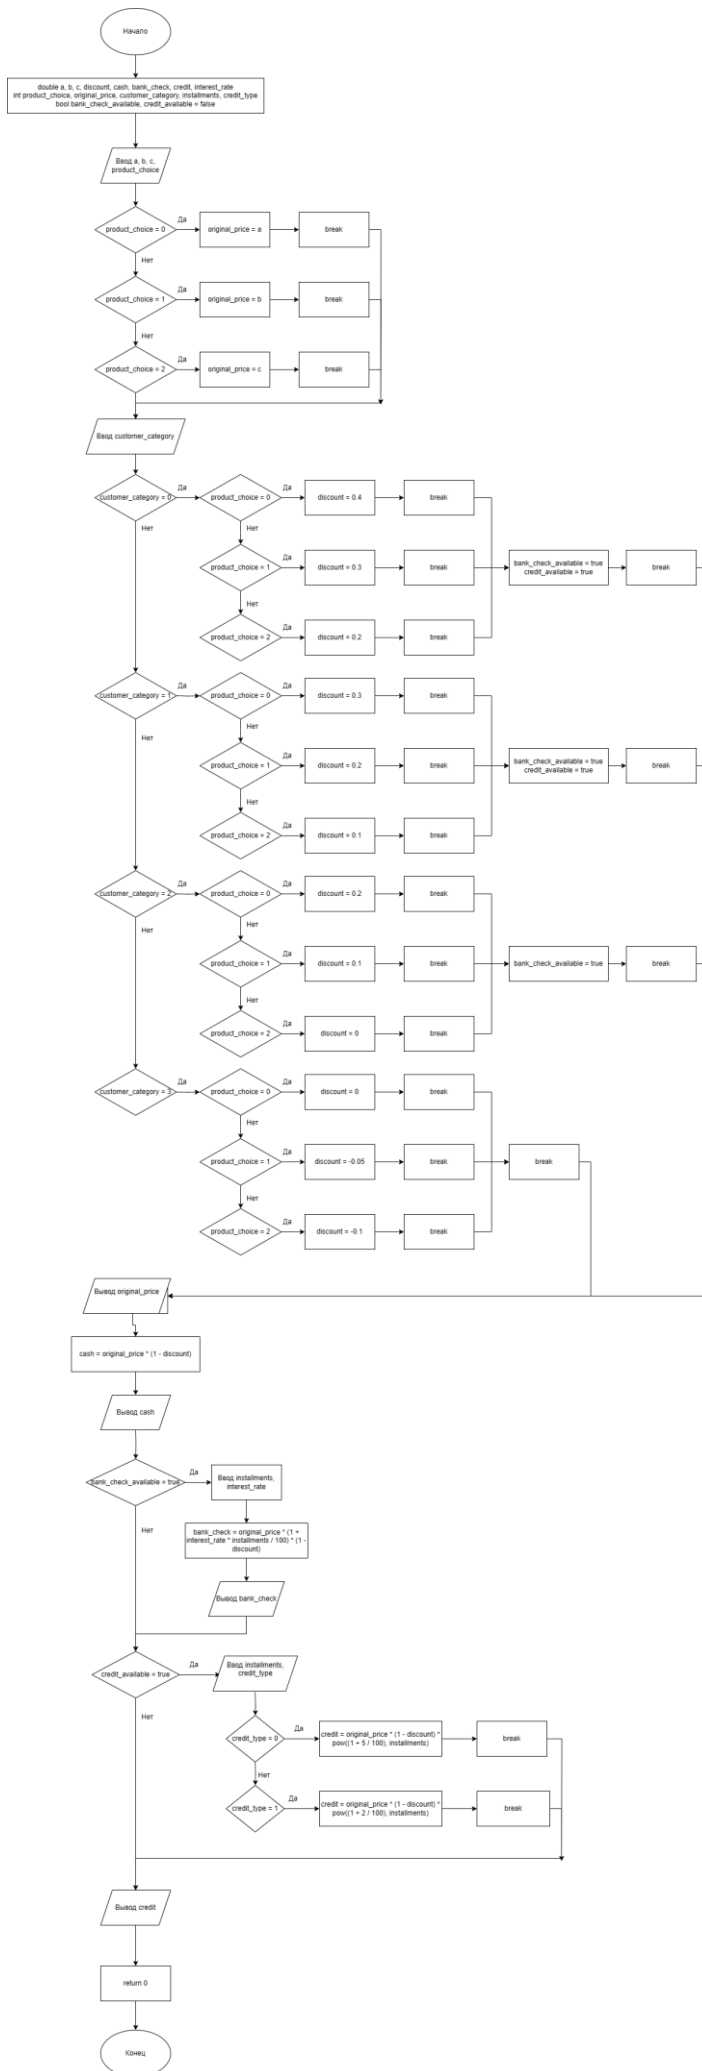 Начало
double a, b, c, discount, cash, bank_check, credit, interest_rate
int product_choice, original_price, customer_category, installments, credit_type
bool bank_check_available, credit_available = false
Ввод a, b, c,
product_choice
product_choice = 0
Да
original_price = a
break
Нет
product_choice = 1
Да
original_price = b
break
Нет
product_choice = 2
Да
original_price = c
break
Ввод customer_category
customer_category = 0
Да
product_choice = 0
Да
discount = 0.4
break
Нет
Нет
product_choice = 1
Да
discount = 0.3
break
bank_check_available = true
credit_available = true
break
Нет
product_choice = 2
Да
discount = 0.2
break
customer_category = 1
Да
product_choice = 0
Да
discount = 0.3
break
Нет
Нет
product_choice = 1
Да
discount = 0.2
break
bank_check_available = true
credit_available = true
break
Нет
product_choice = 2
Да
discount = 0.1
break
customer_category = 2
Да
product_choice = 0
Да
discount = 0.2
break
Нет
Нет
product_choice = 1
Да
discount = 0.1
break
bank_check_available = true
break
Нет
product_choice = 2
Да
discount = 0
break
customer_category = 3
Да
product_choice = 0
Да
discount = 0
break
Нет
product_choice = 1
Да
discount = -0.05
break
break
Нет
product_choice = 2
Да
discount = -0.1
break
Вывод original_price
cash = original_price * (1 - discount)
Вывод cash
bank_check_available = true
Да
Ввод installments,
interest_rate
Нет
bank_check = original_price * (1 +
interest_rate * installments / 100) * (1 -
discount)
Вывод bank_check
credit_available = true
Да
Ввод installments,
credit_type
Нет
credit_type = 0
Да
credit = original_price * (1 - discount) *
pow((1 + 5 / 100), installments)
break
Нет
credit_type = 1
Да
credit = original_price * (1 - discount) *
pow((1 + 2 / 100), installments)
break
Вывод credit
return 0
Конец